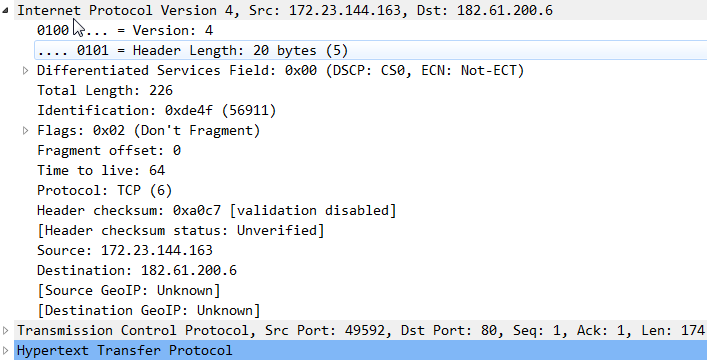 Internet Protocol Version 4, Src: 172.23.144.163, Dst: 182.61.200.6
0100 .... = Version: 4
.... 0101 = Header Length: 20 bytes (5)
Differentiated Services Field: 0x00 (DSCP: CS0, ECN: Not-ECT)
Total Length: 226
Identification: 0xde4f (56911)
Flags: 0x02 (Don't Fragment)
Fragment offset: 0
Time to live: 64
Protocol: TCP (6)
Header checksum: 0xa0c7 [validation disabled]
[Header checksum status: Unverified]
Source: 172.23.144.163
Destination: 182.61.200.6
[Source GeoIP: Unknown]
[Destination GeoIP: Unknown]
Transmission Control Protocol, Src Port: 49592, Dst Port: 80, Seq: 1, Ack: 1, Len: 174
Hypertext Transfer Protocol